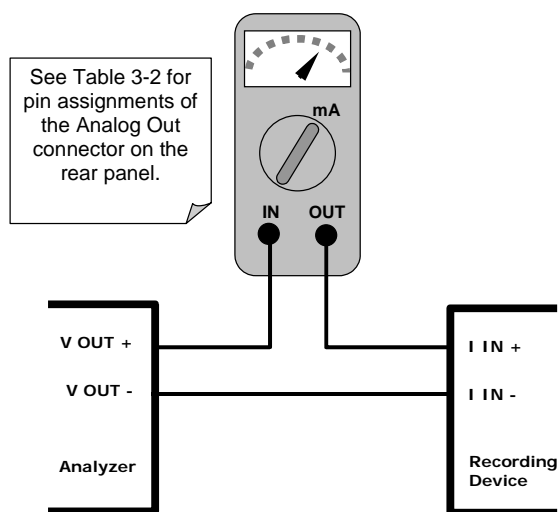 See Table 3-2 for
pin assignments of
the Analog Out
connector on the
rear panel.
mA
IN OUT
V OUT +
V OUT -
Analyzer
I IN +
I IN -
Recording
Device